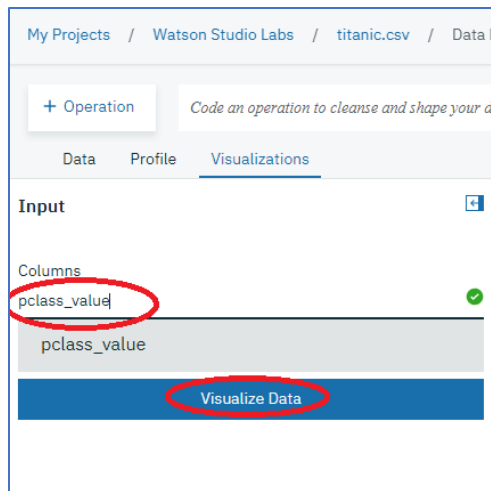 My Projects / Watson Studio Labs / titanic.csv / Data
+ Operation Code an operation to cleanse and shape your d
Data Profile Visualizations
Input
Columns
pclass_value
pclass_value
Visualize Data